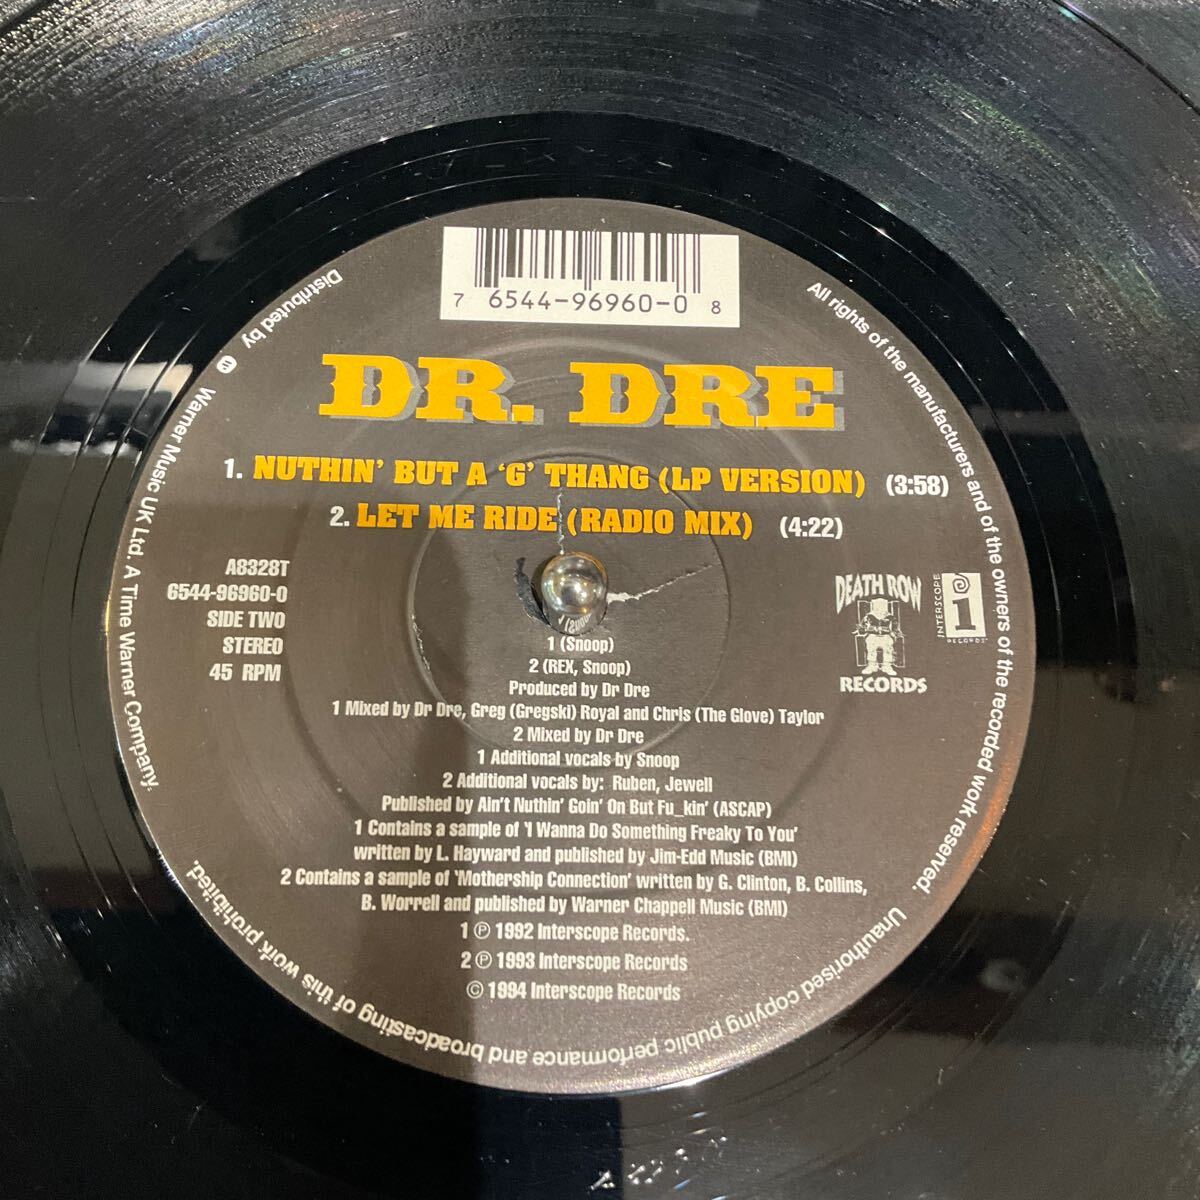 7 6544-96960-0 8
DR. DRE
1. NUTHIN' BUT A 'G' THANG (LP VERSION) (3:58)
2. LET ME RIDE (RADIO MIX) (4:22)
A8328T
6544-96960-0
SIDE TWO
STEREO
45 RPM
DEATH ROW
RECORDS
INTERSCOPE
RECORDS
1 (Snoop)
2 (REX, Snoop)
Produced by Dr Dre
1 Mixed by Dr Dre, Greg (Gregski) Royal and Chris (The Glove) Taylor
2 Mixed by Dr Dre
1 Additional vocals by Snoop
2 Additional vocals by: Ruben, Jewell
Published by Ain't Nuthin' Goin' On But Fu_kin' (ASCAP)
1 Contains a sample of 'I Wanna Do Something Freaky To You'
written by L. Hayward and published by Jim-Edd Music (BMI)
2 Contains a sample of 'Mothership Connection' written by G. Clinton, B. Collins,
B. Worrell and published by Warner Chappell Music (BMI)
1 ℗ 1992 Interscope Records.
2 ℗ 1993 Interscope Records
© 1994 Interscope Records
All rights of the manufacturers and of the owners of the recorded work reserved.
Unauthorised copying public performance and broadcasting of this work prohibited.
Distributed by Warner Music UK Ltd. A Time Warner Company.